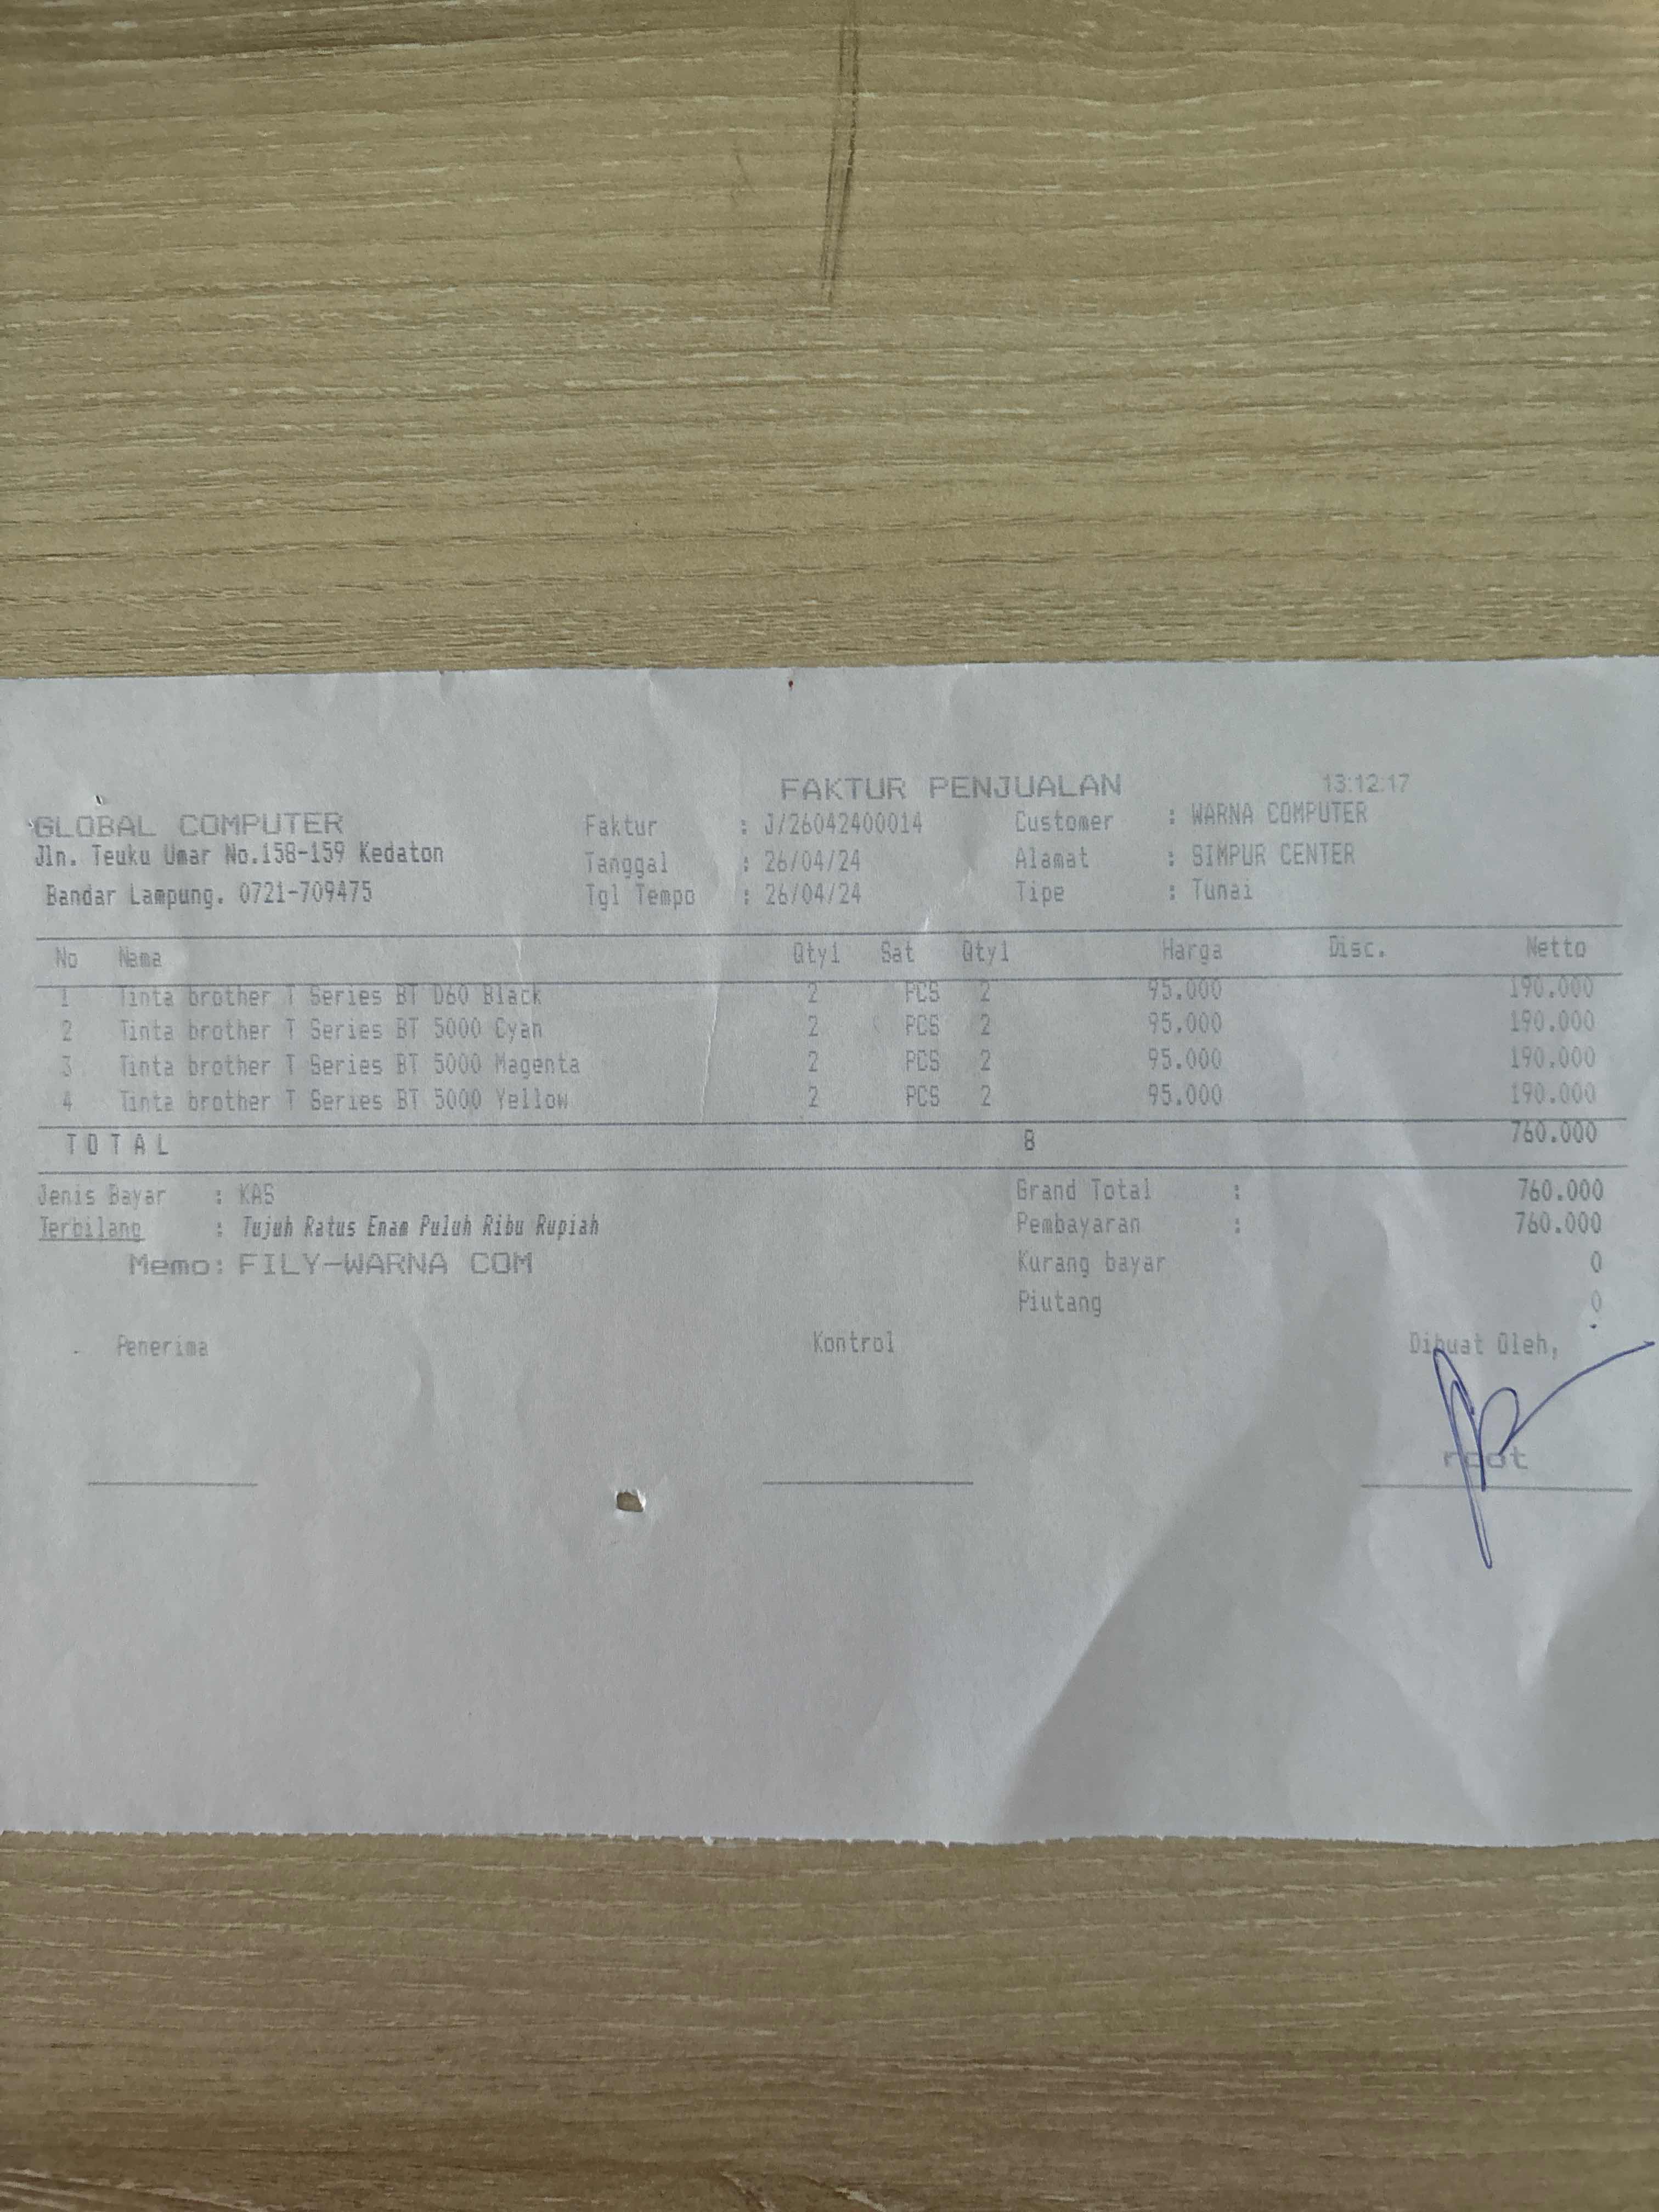 FAKTUR PENJUALAN 13:12:17
GLOBAL COMPUTER
Jln. Teuku Umar No.158-159 Kedaton
Bandar Lampung. 0721-709475
Faktur : J/26042400014
Tanggal : 26/04/24
Tgl Tempo : 26/04/24
Customer : WARNA COMPUTER
Alamat : SIMPUR CENTER
Tipe : Tunai
No Nama Qty1 Sat Qty1 Harga Disc. Netto
1 Tinta brother T Series BT D60 Black 2 PCS 2 95.000 190.000
2 Tinta brother T Series BT 5000 Cyan 2 PCS 2 95.000 190.000
3 Tinta brother T Series BT 5000 Magenta 2 PCS 2 95.000 190.000
4 Tinta brother T Series BT 5000 Yellow 2 PCS 2 95.000 190.000
T O T A L 8 760.000
Jenis Bayar : KAS
Terbilang : Tujuh Ratus Enam Puluh Ribu Rupiah
Memo: FILY-WARNA COM
Grand Total : 760.000
Pembayaran : 760.000
Kurang bayar 0
Piutang 0
Penerima Kontrol Dibuat Oleh,
root